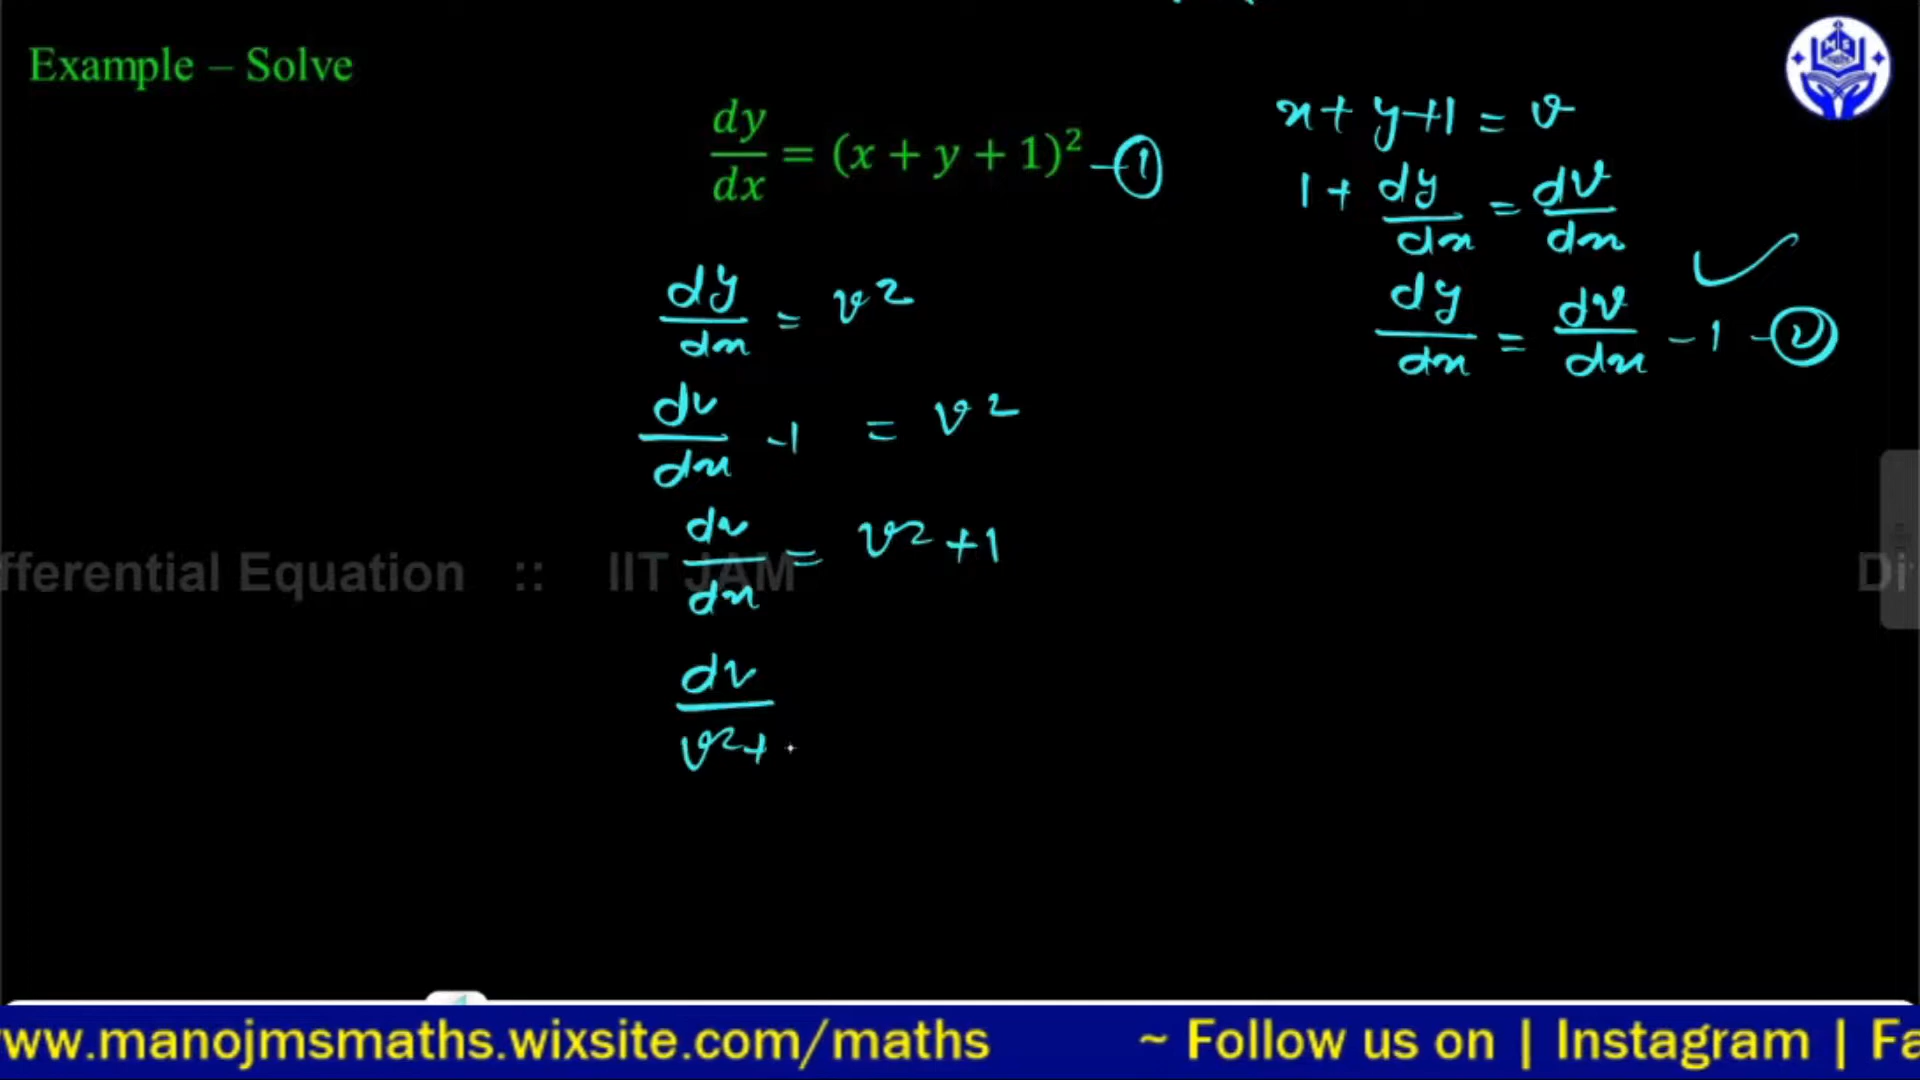 Example – Solve
dy/dx = (x + y + 1)² - ①
x + y + 1 = v
1 + dy/dx = dv/dx
dy/dx = dv/dx - 1 - ②
dy/dx = v²
dv/dx - 1 = v²
dv/dx = v² + 1
fferential Equation :: IIT JAM Di
dv/v² +
ww.manojmsmaths.wixsite.com/maths ~ Follow us on | Instagram | Fa